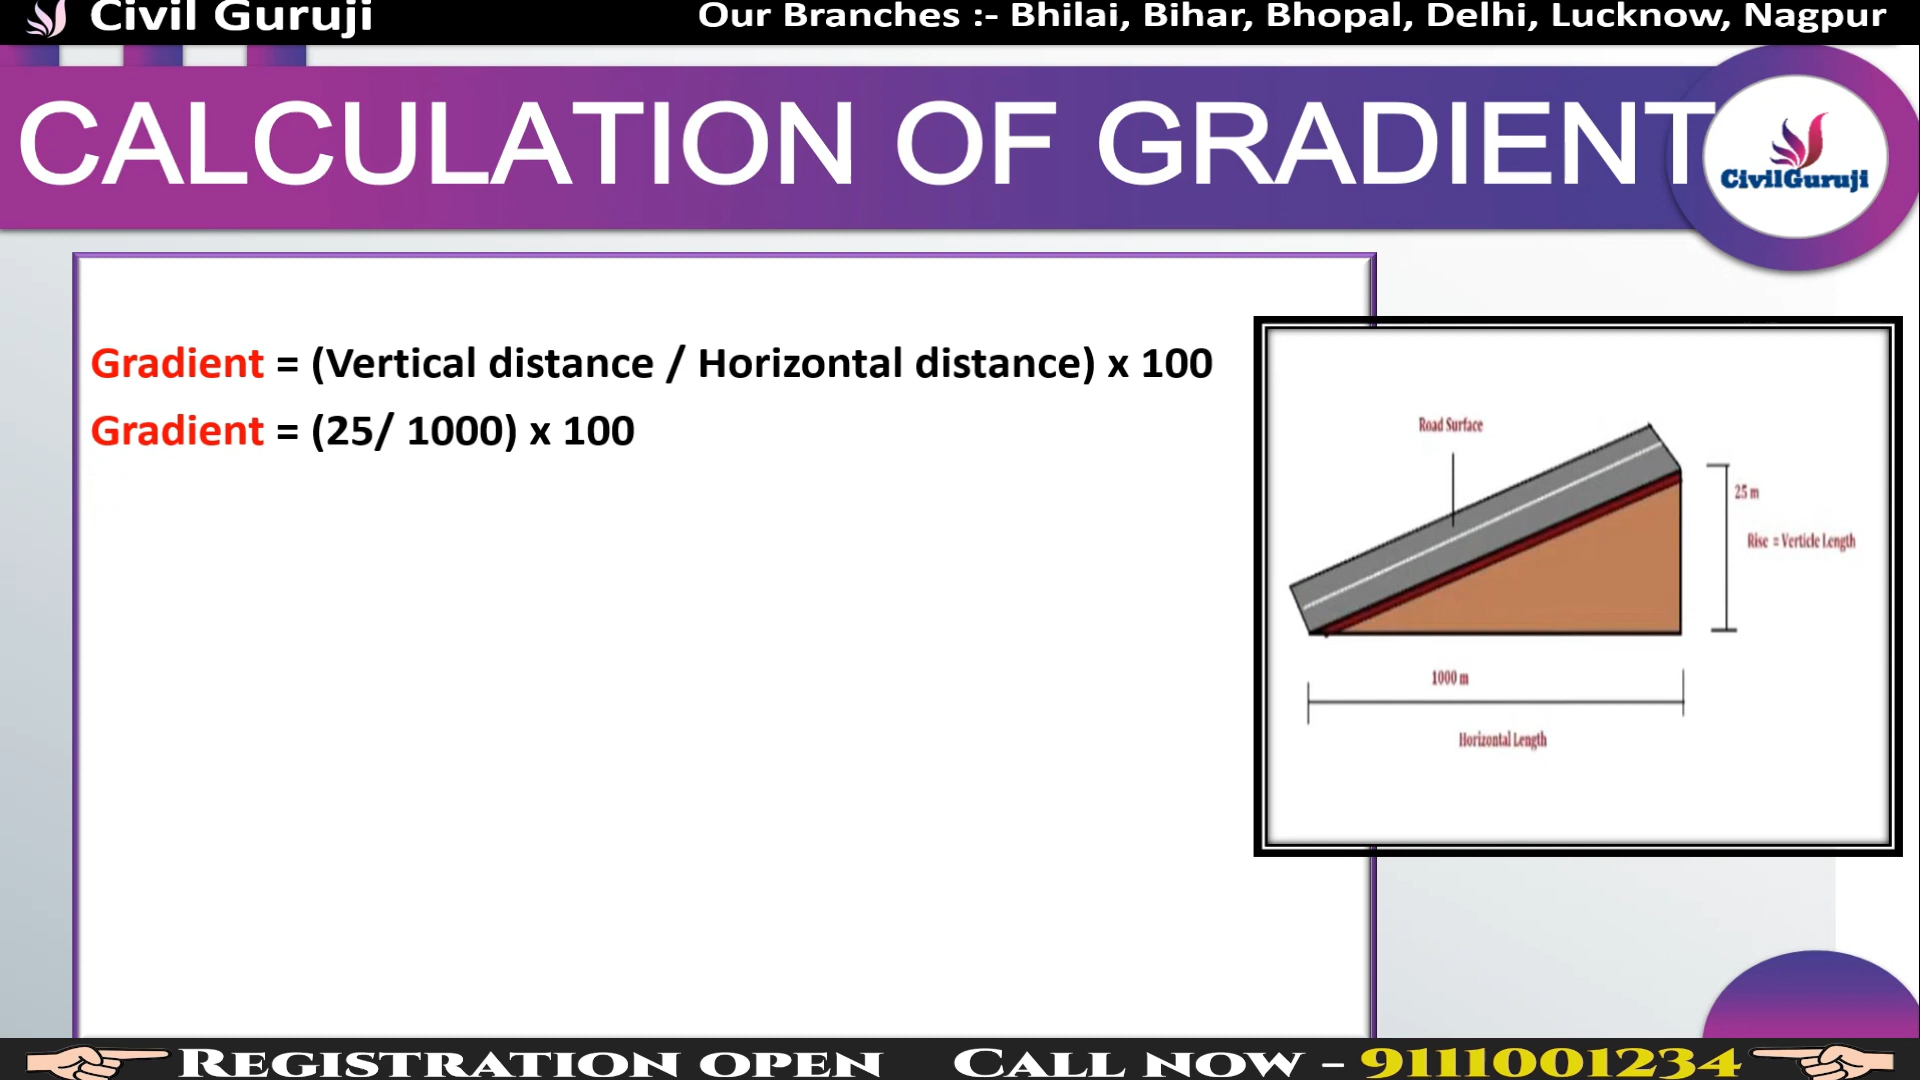 Civil Guruji
Our Branches :- Bhilai, Bihar, Bhopal, Delhi, Lucknow, Nagpur
CALCULATION OF GRADIENT
CivilGuruji
Gradient = (Vertical distance / Horizontal distance) x 100
Gradient = (25/ 1000) x 100
Road Surface
25 m
Rise = Verticle Length
1000 m
Horizontal Length
REGISTRATION OPEN CALL NOW - 9111001234